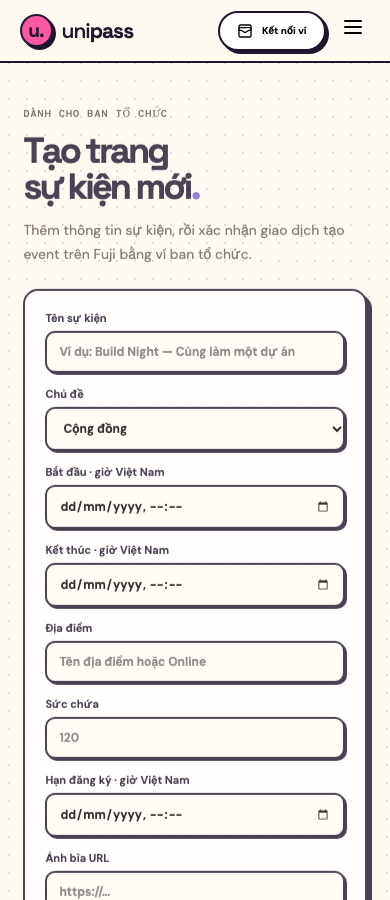 u. unipass
Kết nối ví
DÀNH CHO BAN TỔ CHỨC
Tạo trang
sự kiện mới.
Thêm thông tin sự kiện, rồi xác nhận giao dịch tạo
event trên Fuji bằng ví ban tổ chức.
Tên sự kiện
Ví dụ: Build Night — Cùng làm một dự án
Chủ đề
Cộng đồng
Bắt đầu · giờ Việt Nam
dd/mm/yyyy, --:--
Kết thúc · giờ Việt Nam
dd/mm/yyyy, --:--
Địa điểm
Tên địa điểm hoặc Online
Sức chứa
120
Hạn đăng ký · giờ Việt Nam
dd/mm/yyyy, --:--
Ảnh bìa URL
https://...